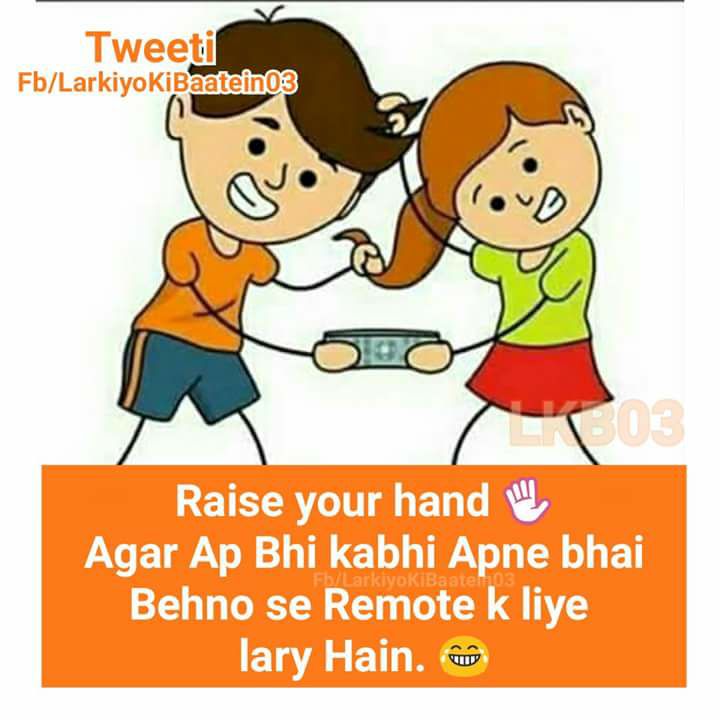 Tweeti
Fb/LarkiyoKiBaatein03
LKB03
Raise your hand 👋
Agar Ap Bhi kabhi Apne bhai
Fb/LarkiyoKiBaatein03
Behno se Remote k liye
lary Hain. 😂